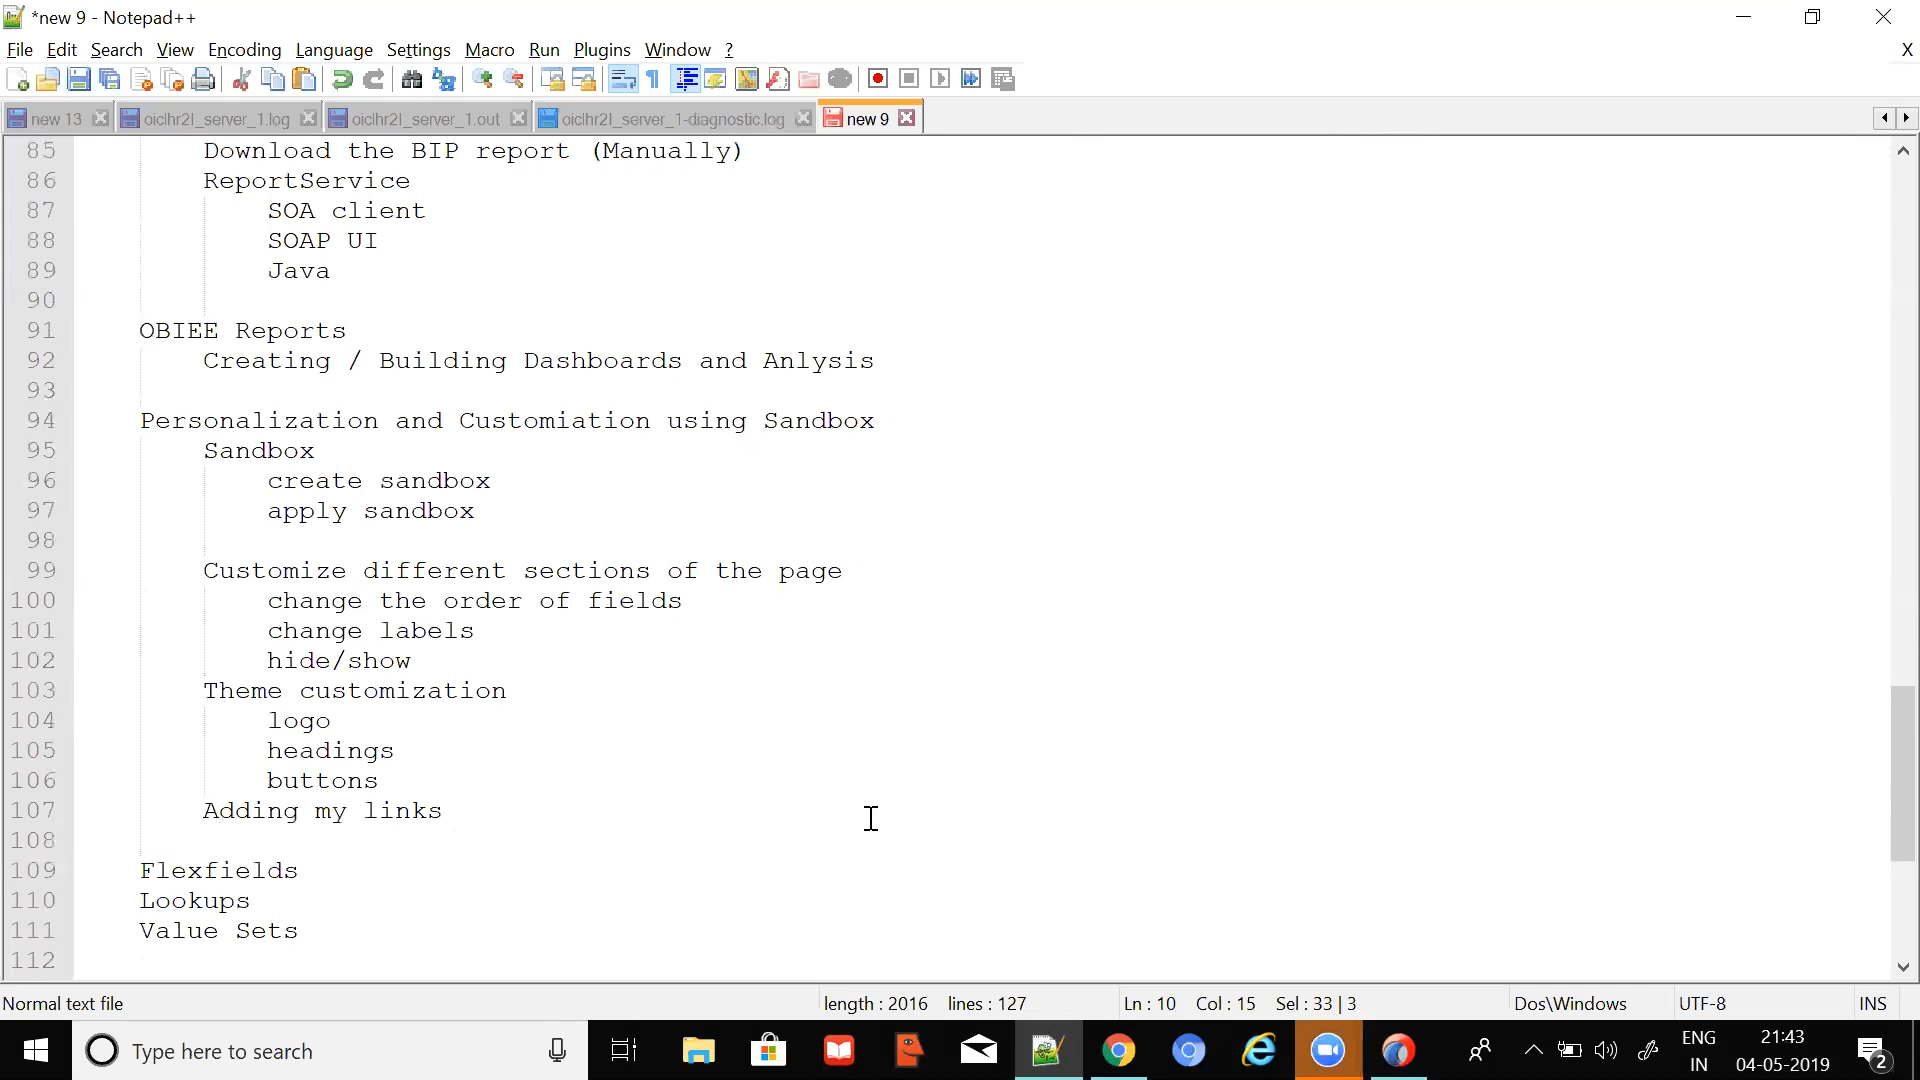 *new 9 - Notepad++
File Edit Search View Encoding Language Settings Macro Run Plugins Window ? X
new 13 oiclhr2l_server_1.log oiclhr2l_server_1.out oiclhr2l_server_1-diagnostic.log new 9
85 Download the BIP report (Manually)
86 ReportService
87 SOA client
88 SOAP UI
89 Java
90
91 OBIEE Reports
92 Creating / Building Dashboards and Anlysis
93
94 Personalization and Customiation using Sandbox
95 Sandbox
96 create sandbox
97 apply sandbox
98
99 Customize different sections of the page
100 change the order of fields
101 change labels
102 hide/show
103 Theme customization
104 logo
105 headings
106 buttons
107 Adding my links
108
109 Flexfields
110 Lookups
111 Value Sets
112
Normal text file length : 2016 lines : 127 Ln : 10 Col : 15 Sel : 33 | 3 Dos\Windows UTF-8 INS
Type here to search
ENG 21:43
IN 04-05-2019 2